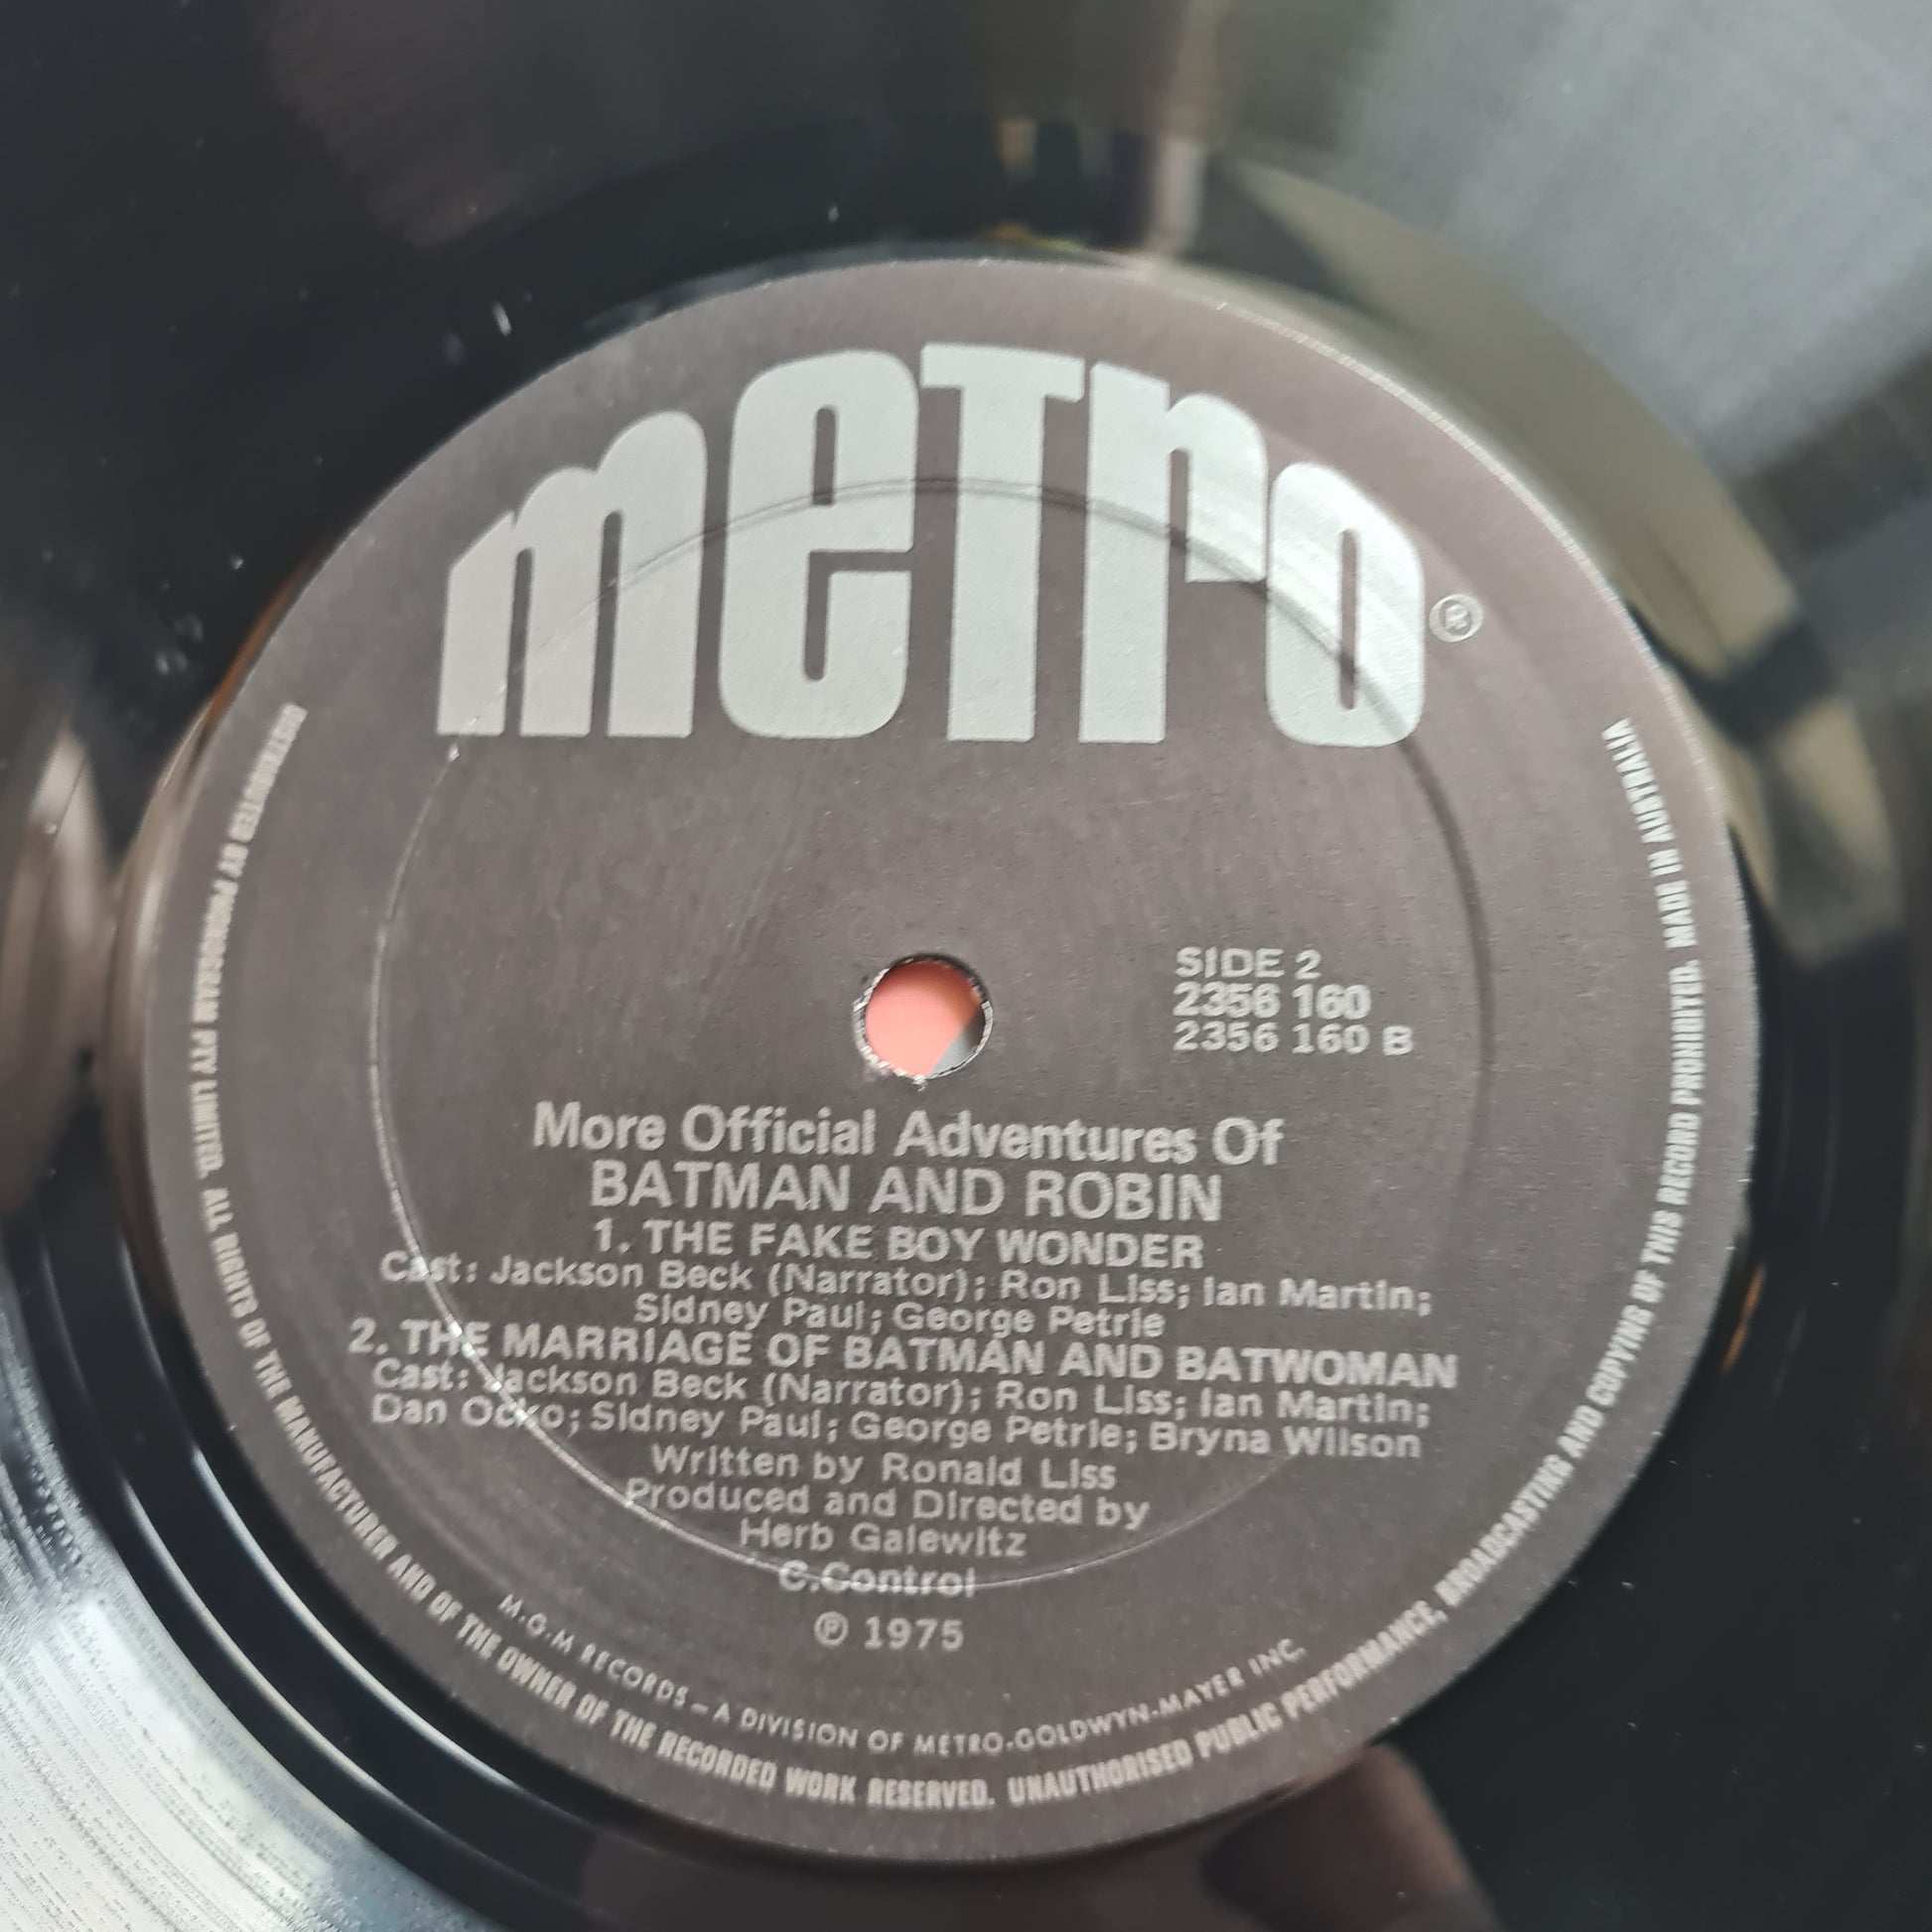 meTro
®
SIDE 2
2356 160
2356 160 B
More Official Adventures Of
BATMAN AND ROBIN
1. THE FAKE BOY WONDER
Cast: Jackson Beck (Narrator); Ron Liss; Ian Martin;
Sidney Paul; George Petrie
2. THE MARRIAGE OF BATMAN AND BATWOMAN
Cast: Jackson Beck (Narrator); Ron Liss; Ian Martin;
Dan Ocko; Sidney Paul; George Petrie; Bryna Wilson
Written by Ronald Liss
Produced and Directed by
Herb Galewitz
C.Control
℗ 1975
M.G.M RECORDS – A DIVISION OF METRO-GOLDWYN-MAYER INC.
DISTRIBUTED BY PHONOGRAM PTY LIMITED. ALL RIGHTS OF THE MANUFACTURER AND OF THE OWNER OF THE RECORDED WORK RESERVED. UNAUTHORISED PUBLIC PERFORMANCE, BROADCASTING AND COPYING OF THIS RECORD PROHIBITED. MADE IN AUSTRALIA